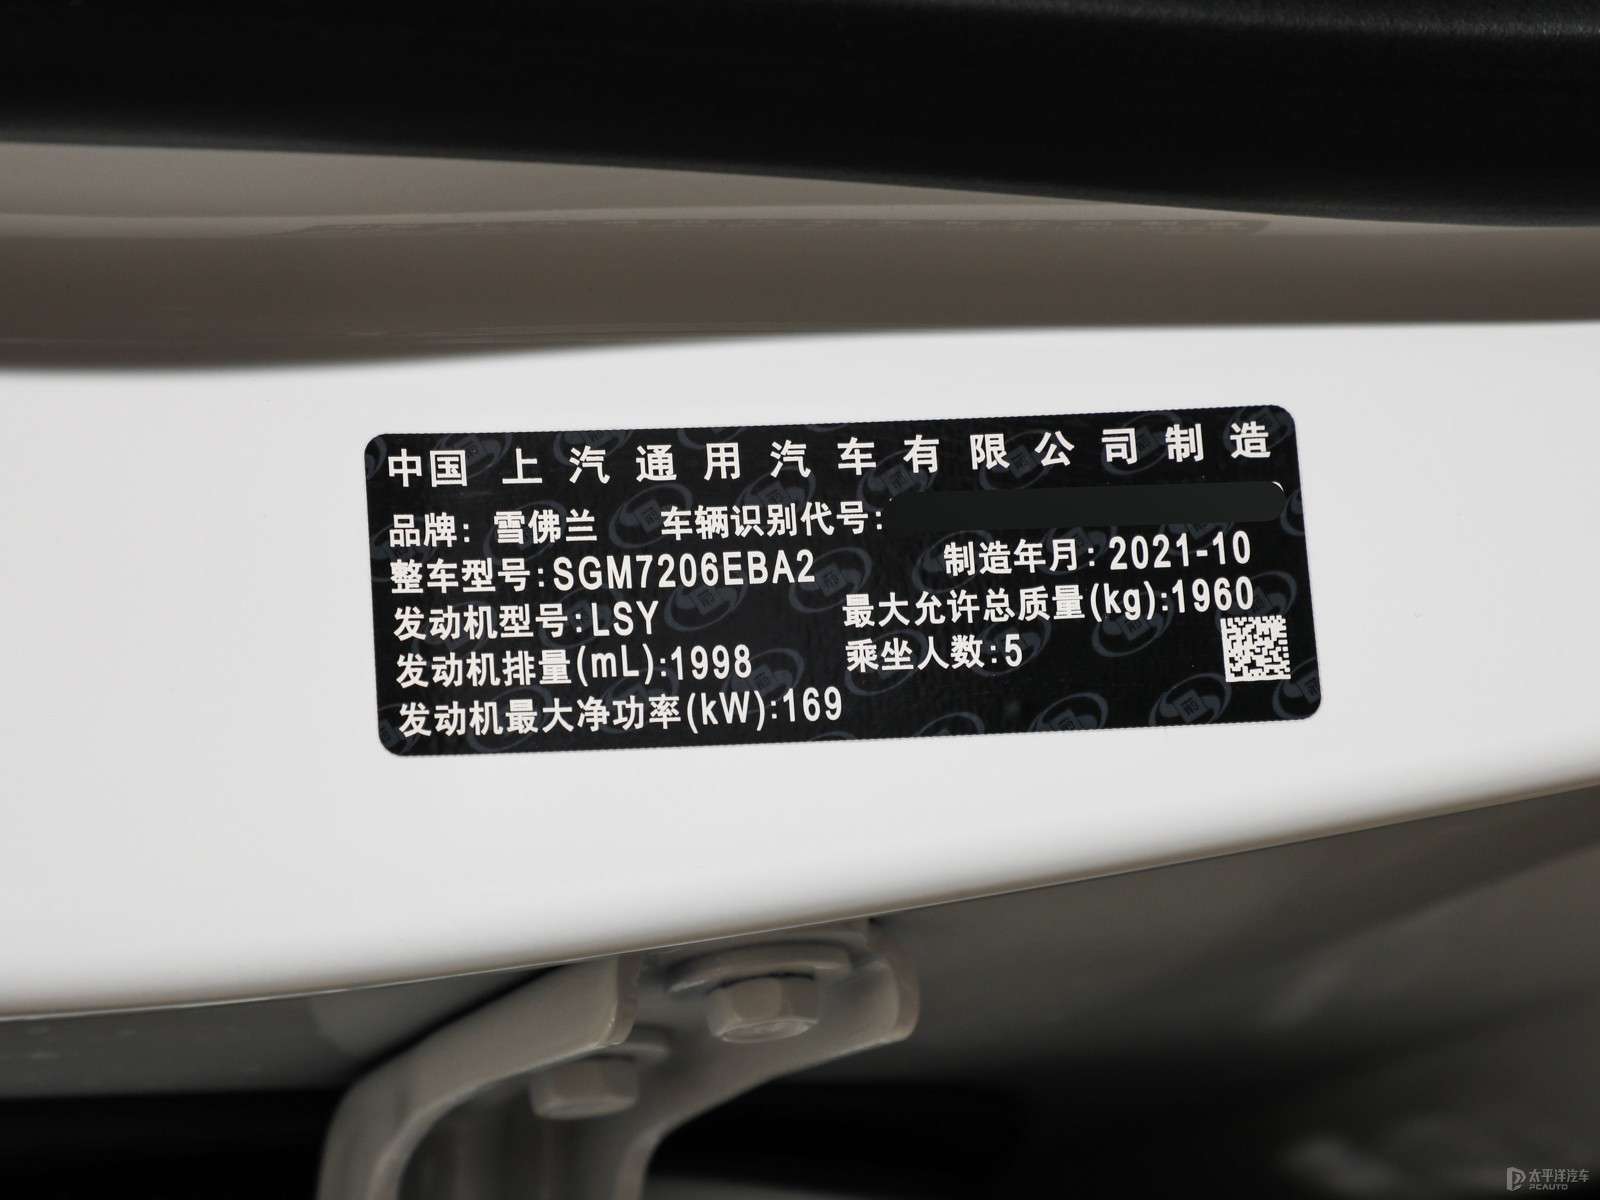 中国 上汽通用汽车有限公司制造
品牌：雪佛兰 车辆识别代号：
整车型号:SGM7206EBA2 制造年月：2021-10
发动机型号:LSY 最大允许总质量(kg):1960
发动机排量(mL):1998 乘坐人数:5
发动机最大净功率(kW):169
太平洋汽车
PCAUTO